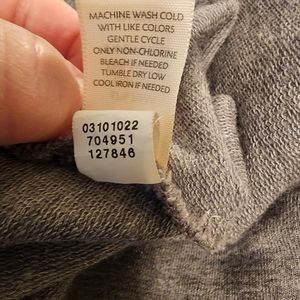 MACHINE WASH COLD
WITH LIKE COLORS
GENTLE CYCLE
ONLY NON-CHLORINE
BLEACH IF NEEDED
TUMBLE DRY LOW
COOL IRON IF NEEDED
03101022
704951
127846